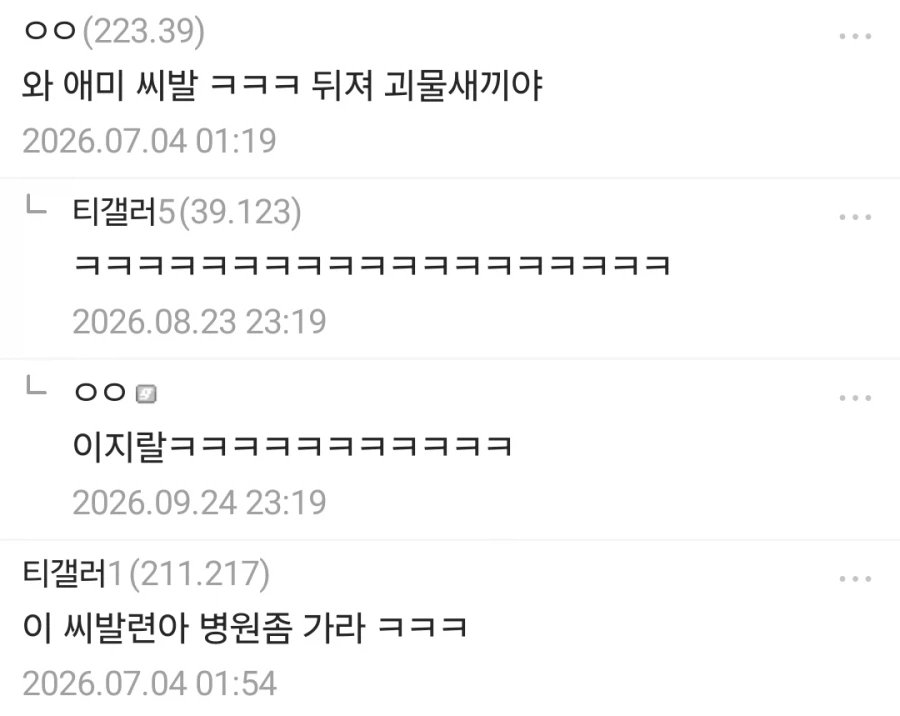 ㅇㅇ(223.39)
와 애미 씨발 ㅋㅋㅋ 뒤져 괴물새끼야
2026.07.04 01:19
티갤러5(39.123)
ㅋㅋㅋㅋㅋㅋㅋㅋㅋㅋㅋㅋㅋㅋㅋㅋㅋㅋㅋ
2026.08.23 23:19
ㅇㅇ
이지랄ㅋㅋㅋㅋㅋㅋㅋㅋㅋㅋㅋ
2026.09.24 23:19
티갤러1(211.217)
이 씨발련아 병원좀 가라 ㅋㅋㅋ
2026.07.04 01:54